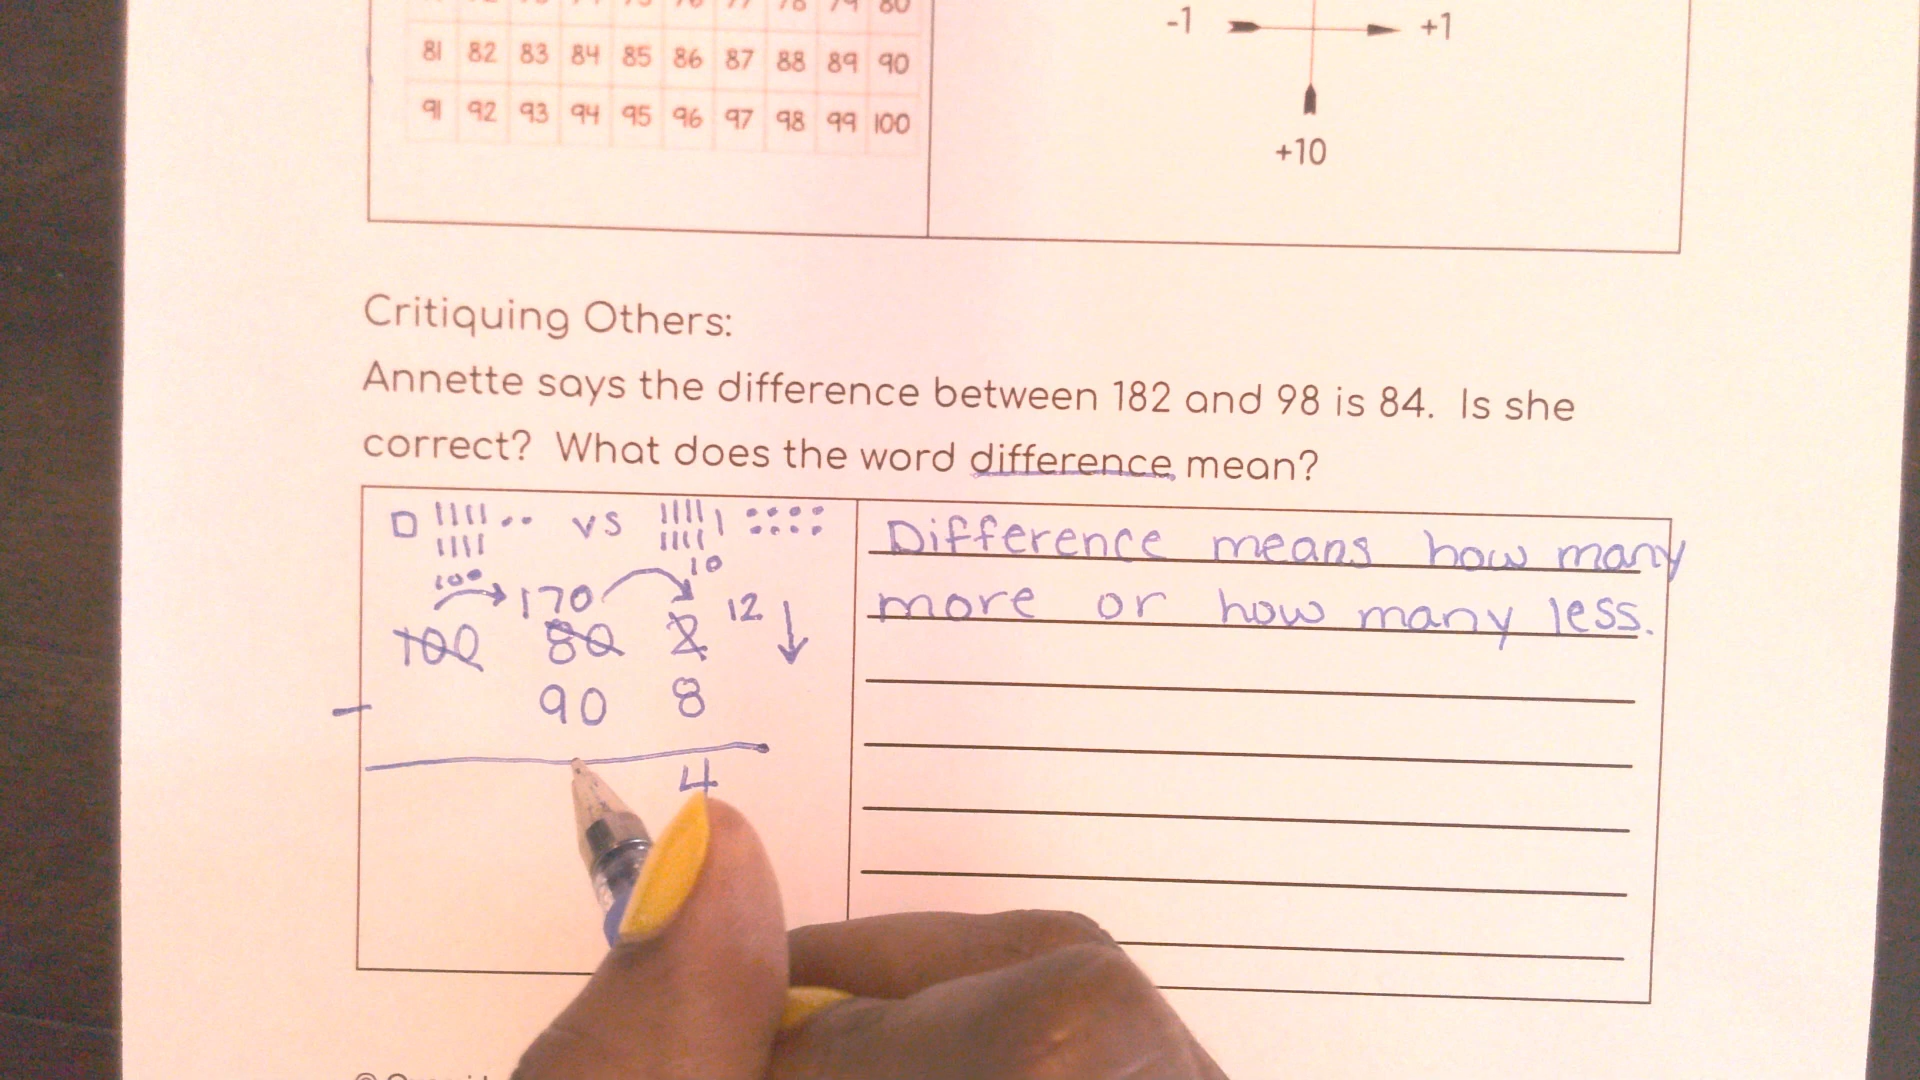 80
81 82 83 84 85 86 87 88 89 90
91 92 93 94 95 96 97 98 99 100
-1 +1
+10
Critiquing Others:
Annette says the difference between 182 and 98 is 84. Is she
correct? What does the word difference mean?
vs
100 170 10
12
100 80 2
- 90 8
4
Difference means how many
more or how many less.